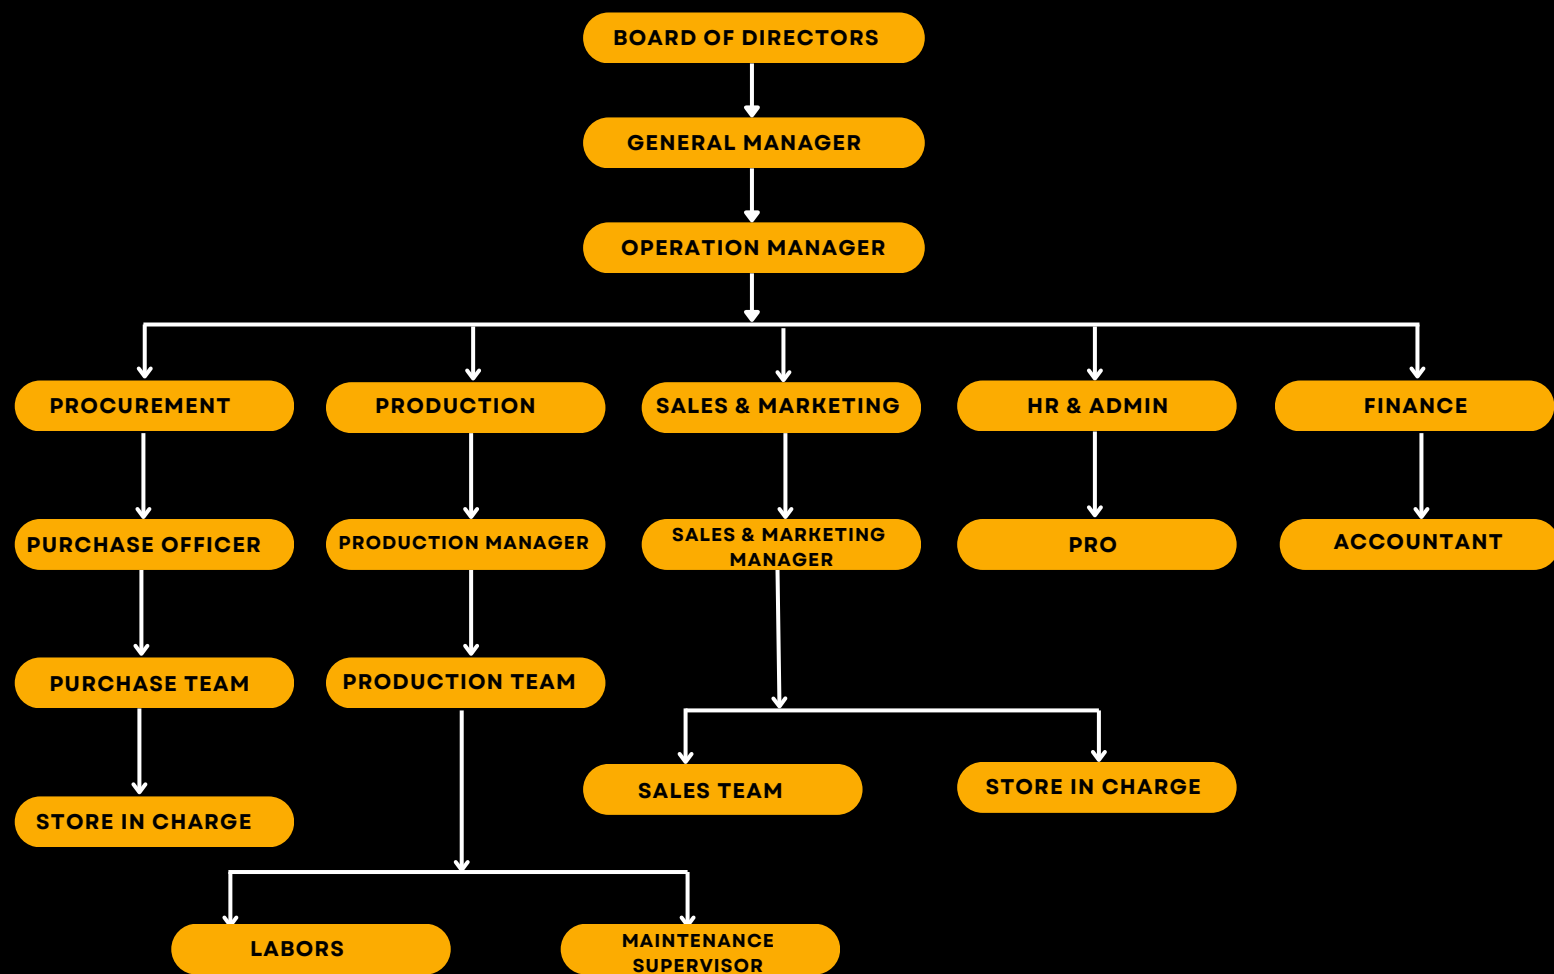 BOARD OF DIRECTORS
GENERAL MANAGER
OPERATION MANAGER
PROCUREMENT
PRODUCTION
SALES & MARKETING
HR & ADMIN
FINANCE
PURCHASE OFFICER
PRODUCTION MANAGER
SALES & MARKETING
MANAGER
PRO
ACCOUNTANT
PURCHASE TEAM
PRODUCTION TEAM
SALES TEAM
STORE IN CHARGE
STORE IN CHARGE
LABORS
MAINTENANCE
SUPERVISOR